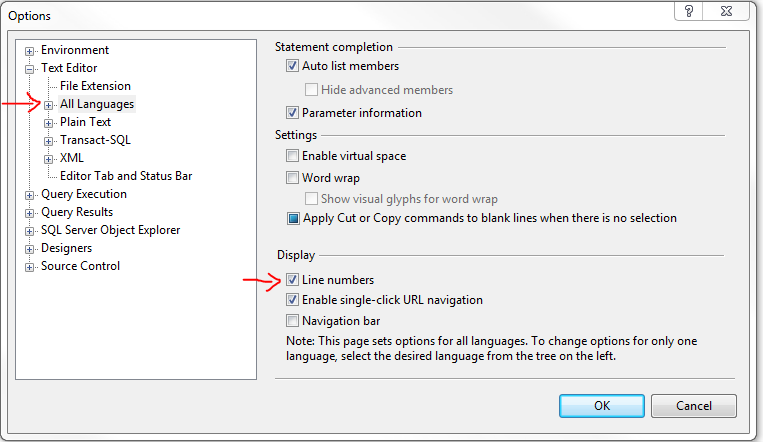 Options
?
Environment
Text Editor
File Extension
All Languages
Plain Text
Transact-SQL
XML
Editor Tab and Status Bar
Query Execution
Query Results
SQL Server Object Explorer
Designers
Source Control
Statement completion
Auto list members
Hide advanced members
Parameter information
Settings
Enable virtual space
Word wrap
Show visual glyphs for word wrap
Apply Cut or Copy commands to blank lines when there is no selection
Display
Line numbers
Enable single-click URL navigation
Navigation bar
Note: This page sets options for all languages. To change options for only one
language, select the desired language from the tree on the left.
OK
Cancel